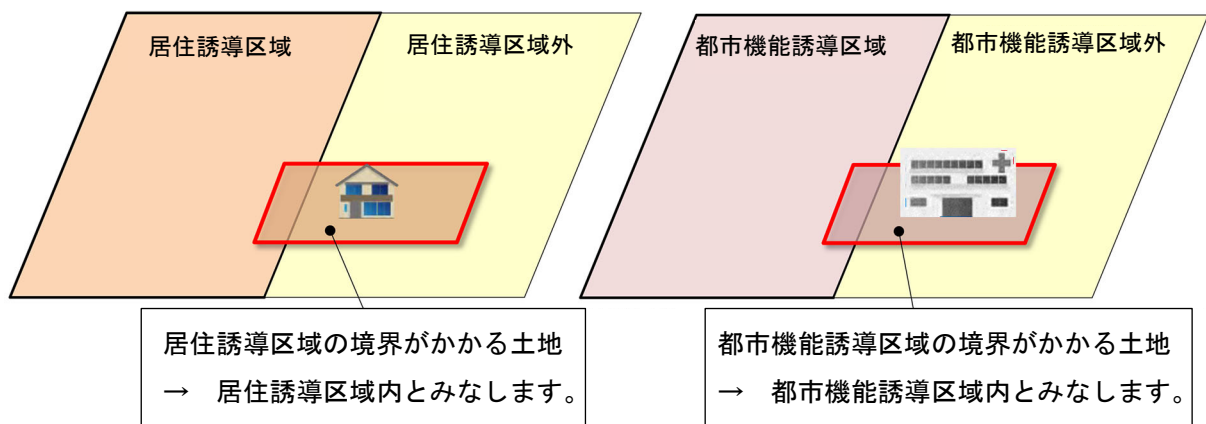 居住誘導区域
居住誘導区域外
居住誘導区域の境界がかかる土地
→ 居住誘導区域内とみなします。
都市機能誘導区域
都市機能誘導区域外
都市機能誘導区域の境界がかかる土地
→ 都市機能誘導区域内とみなします。